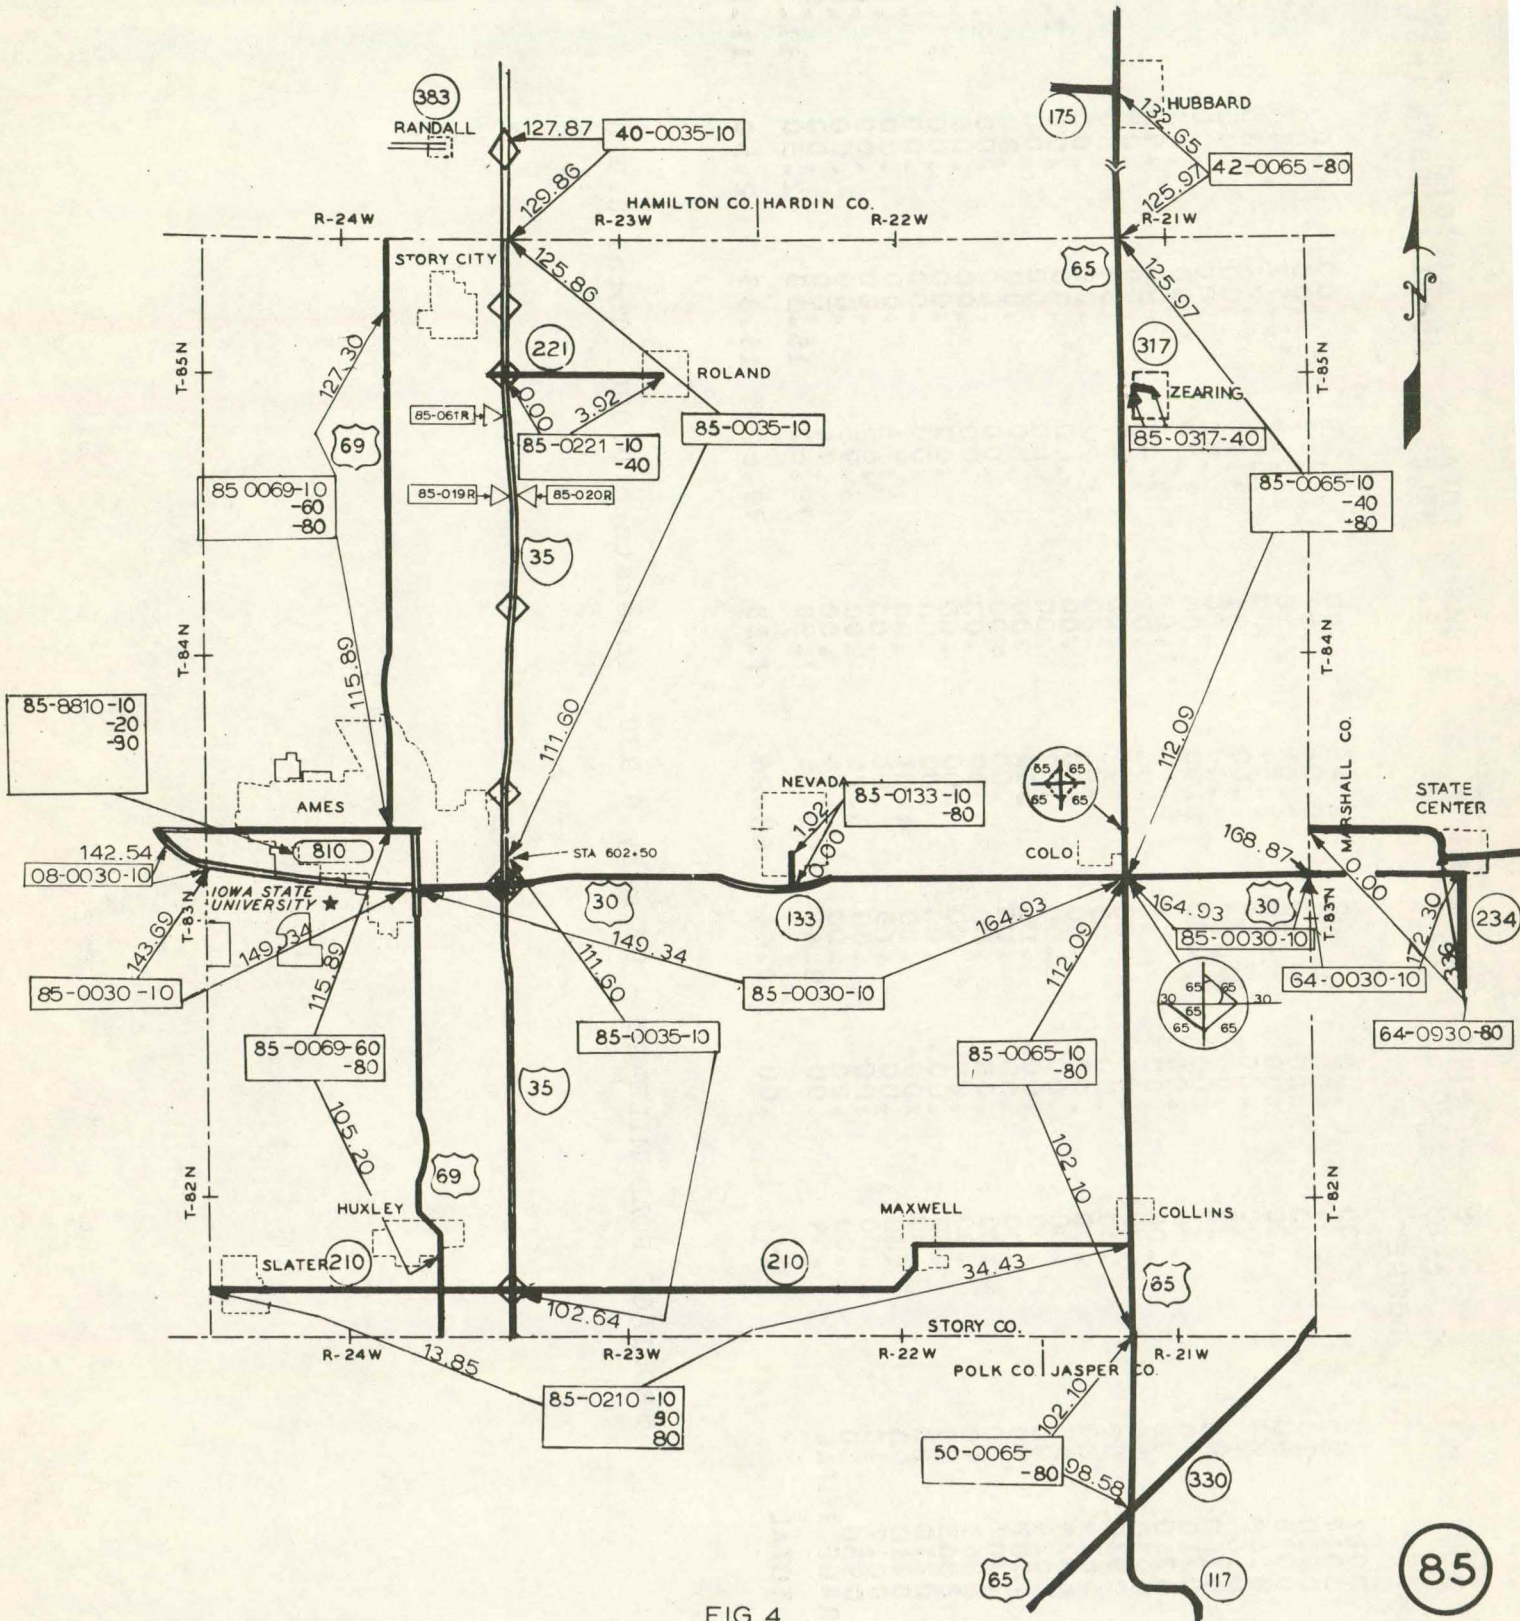 383
RANDALL
127.87
40-0035-10
129.86
175
HUBBARD
132.65
42-0065-80
125.97
HAMILTON CO. HARDIN CO.
R-24W
R-23W
R-22W
R-21W
STORY CITY
125.86
65
125.97
N
T-85N
127.30
69
221
ROLAND
0.00
3.92
85-061R
85-0221-10
-40
85-0035-10
317
ZEARING
85-0317-40
T-85N
85 0069-10
-60
-80
85-019R
85-020R
35
85-0065-10
-40
-80
T-84N
115.89
111.60
112.09
T-84N
85-8810-10
-20
-90
AMES
810
NEVADA
85-0133-10
-80
1.02
0.00
65
65
65
65
COLO
MARSHALL CO.
STATE
CENTER
142.54
08-0030-10
STA 602+50
168.87
0.00
IOWA STATE
UNIVERSITY
T-83N
143.69
149.34
85-0030-10
115.89
30
133
149.34
164.93
85-0030-10
111.60
112.09
164.93
30
85-0030-10
T-83N
172.30
336
234
64-0030-10
65
65
30
30
65
65
65
64-0930-80
85-0069-60
-80
85-0035-10
85-0065-10
-80
35
105.20
69
102.10
T-82N
T-82N
HUXLEY
MAXWELL
COLLINS
SLATER
210
210
34.43
65
102.64
STORY CO.
R-24W
13.85
R-23W
R-22W
R-21W
POLK CO JASPER CO.
85-0210-10
90
80
102.10
50-0065-
-80
98.58
330
65
117
85
FIG 4